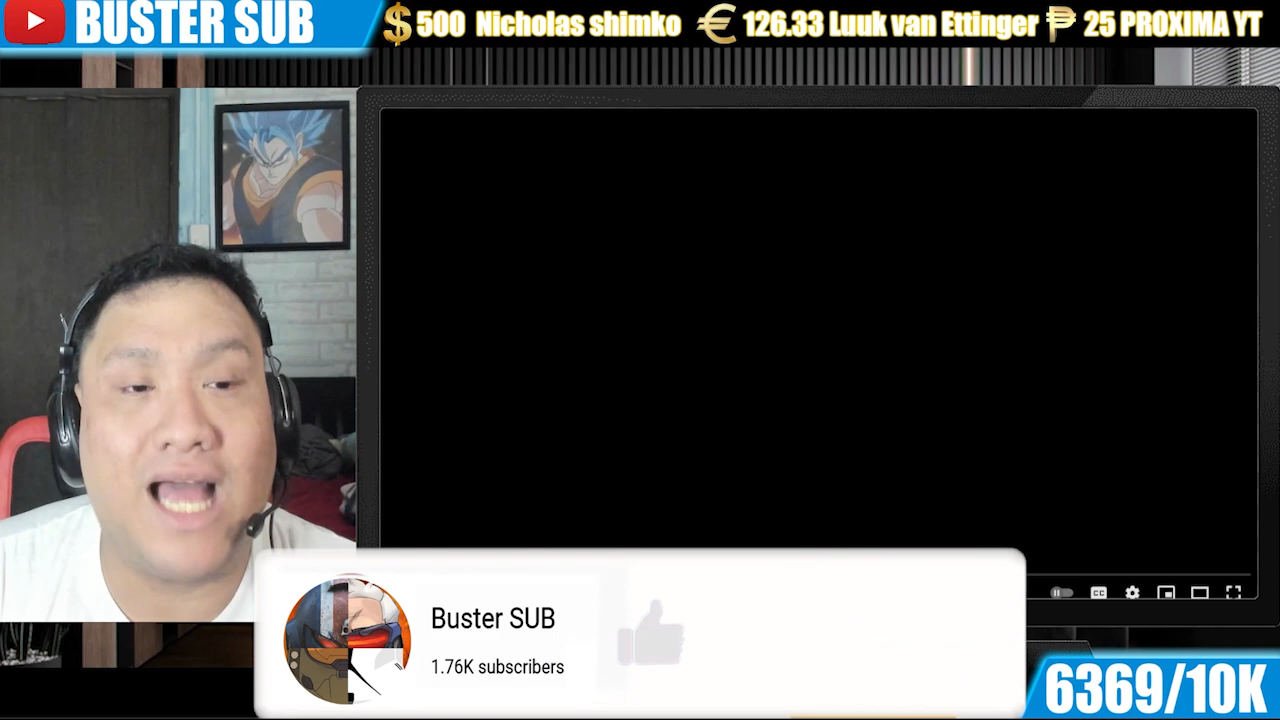 BUSTER SUB
$ 500 Nicholas shimko € 126.33 Luuk van Ettinger ₱ 25 PROXIMA YT
CC
Buster SUB
1.76K subscribers
6369/10K